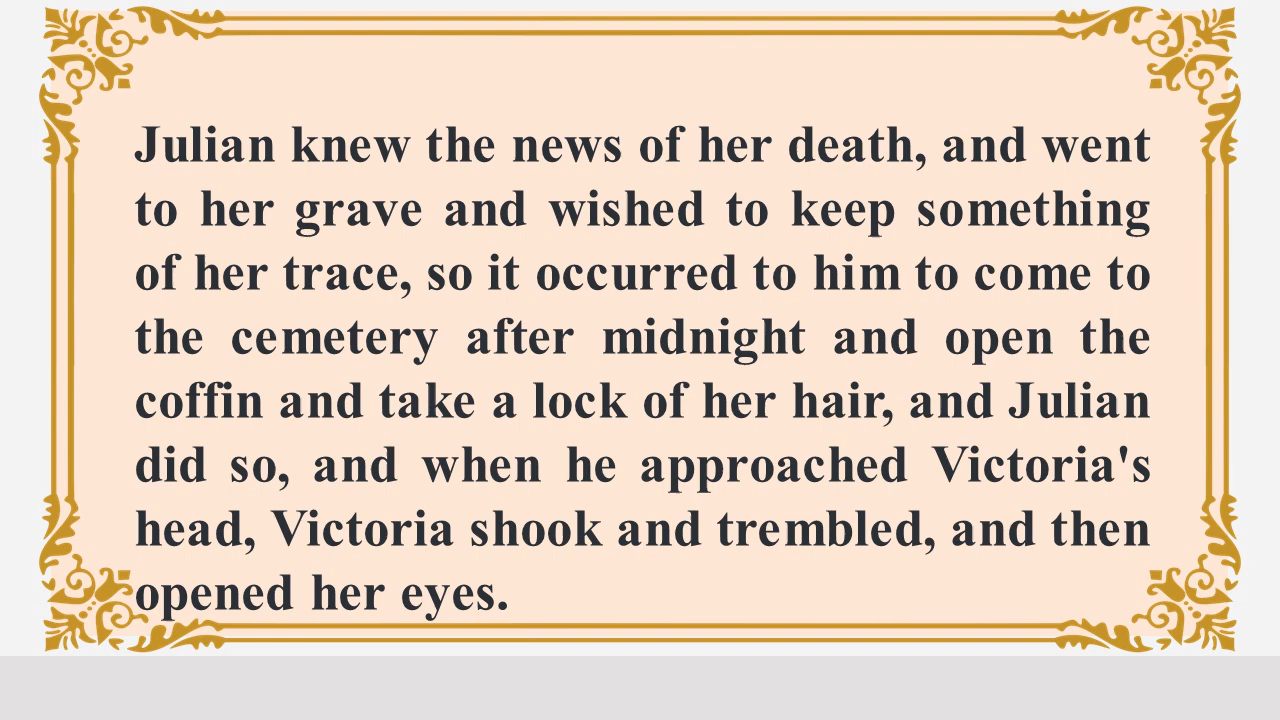 Julian knew the news of her death, and went
to her grave and wished to keep something
of her trace, so it occurred to him to come to
the cemetery after midnight and open the
coffin and take a lock of her hair, and Julian
did so, and when he approached Victoria's
head, Victoria shook and trembled, and then
opened her eyes.